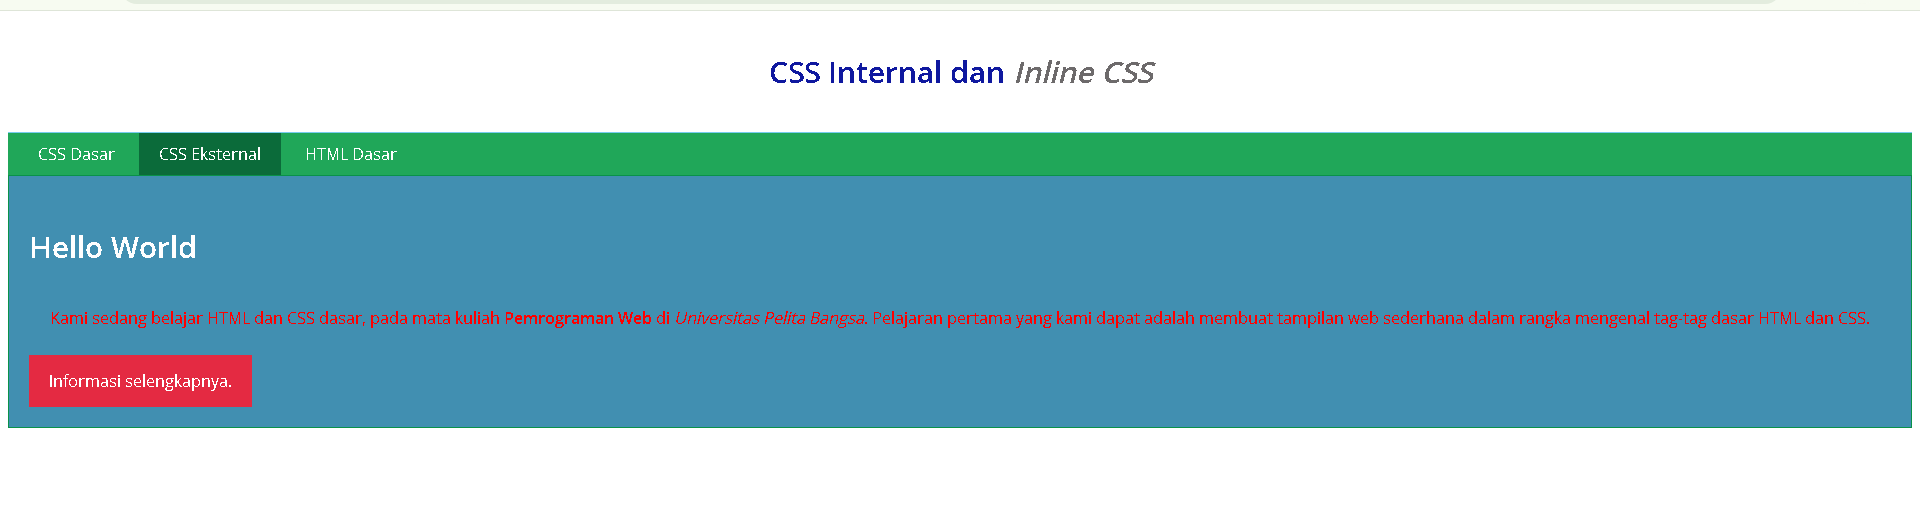 CSS Internal dan Inline CSS
CSS Dasar CSS Eksternal HTML Dasar
Hello World
Kami sedang belajar HTML dan CSS dasar, pada mata kuliah Pemrograman Web di Universitas Pelita Bangsa. Pelajaran pertama yang kami dapat adalah membuat tampilan web sederhana dalam rangka mengenal tag-tag dasar HTML dan CSS.
Informasi selengkapnya.